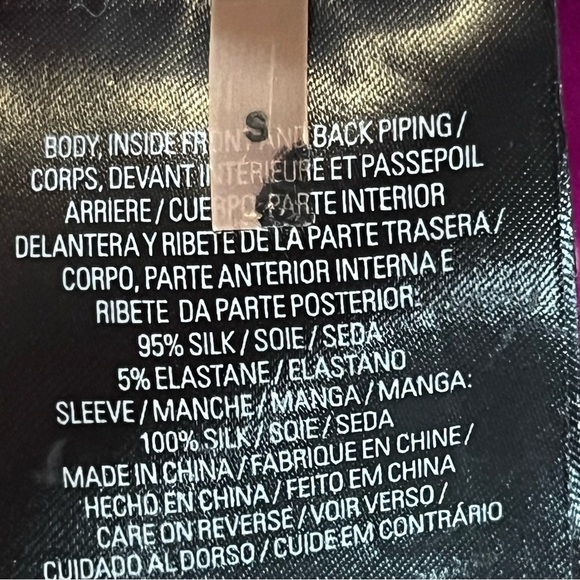 S
BODY, INSIDE FRONT AND BACK PIPING /
CORPS, DEVANT INTÉRIEURE ET PASSEPOIL
ARRIERE / CUERPO, PARTE INTERIOR
DELANTERA Y RIBETE DE LA PARTE TRASERA /
CORPO, PARTE ANTERIOR INTERNA E
RIBETE DA PARTE POSTERIOR:
95% SILK / SOIE / SEDA
5% ELASTANE / ELASTANO
SLEEVE / MANCHE / MANGA / MANGA:
100% SILK / SOIE / SEDA
MADE IN CHINA / FABRIQUE EN CHINE /
HECHO EN CHINA / FEITO EM CHINA
CARE ON REVERSE / VOIR VERSO /
CUIDADO AL DORSO / CUIDE EM CONTRÁRIO